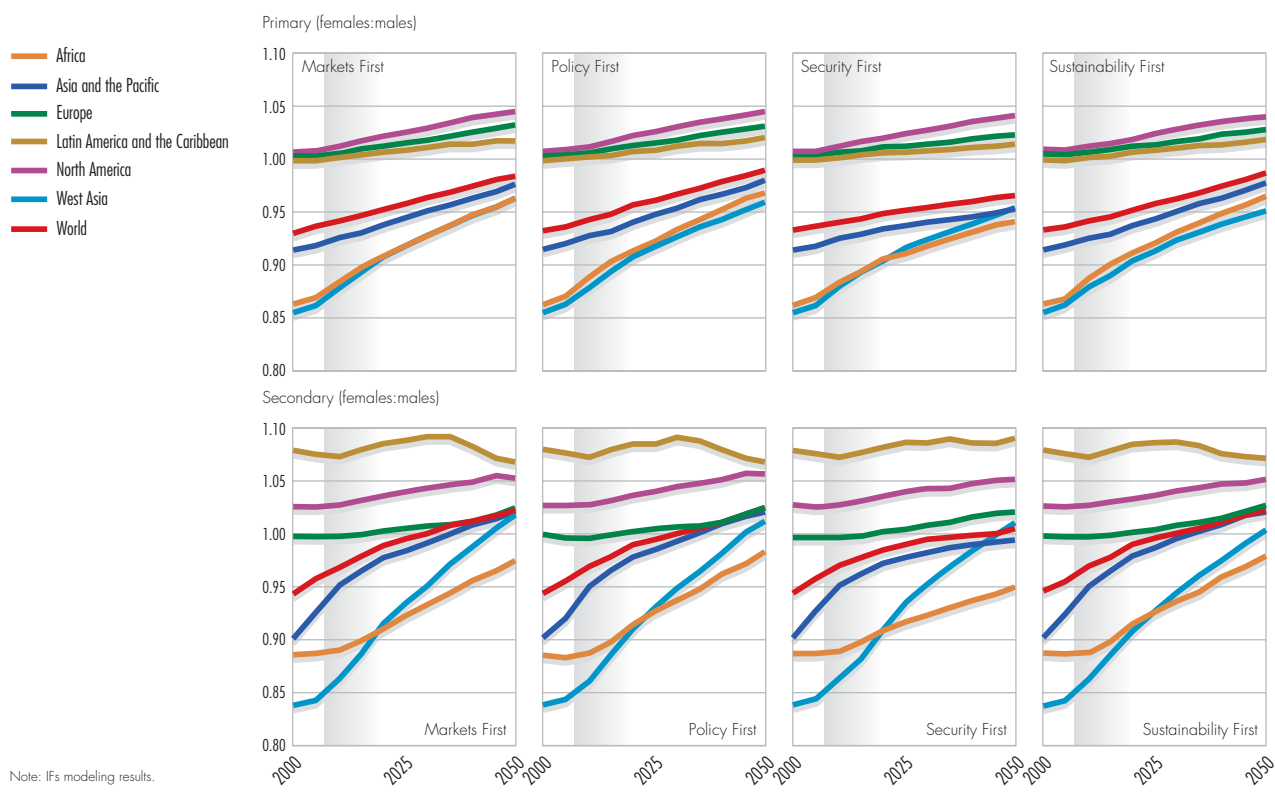 Primary (females:males)
Africa
Asia and the Pacific
Europe
Latin America and the Caribbean
North America
West Asia
World
1.10
1.05
1.00
0.95
0.90
0.85
0.80
Markets First
Policy First
Security First
Sustainability First
Secondary (females:males)
1.10
1.05
1.00
0.95
0.90
0.85
0.80
Markets First
Policy First
Security First
Sustainability First
2000
2025
2050
2000
2025
2050
2000
2025
2050
2000
2025
2050
Note: IFs modeling results.